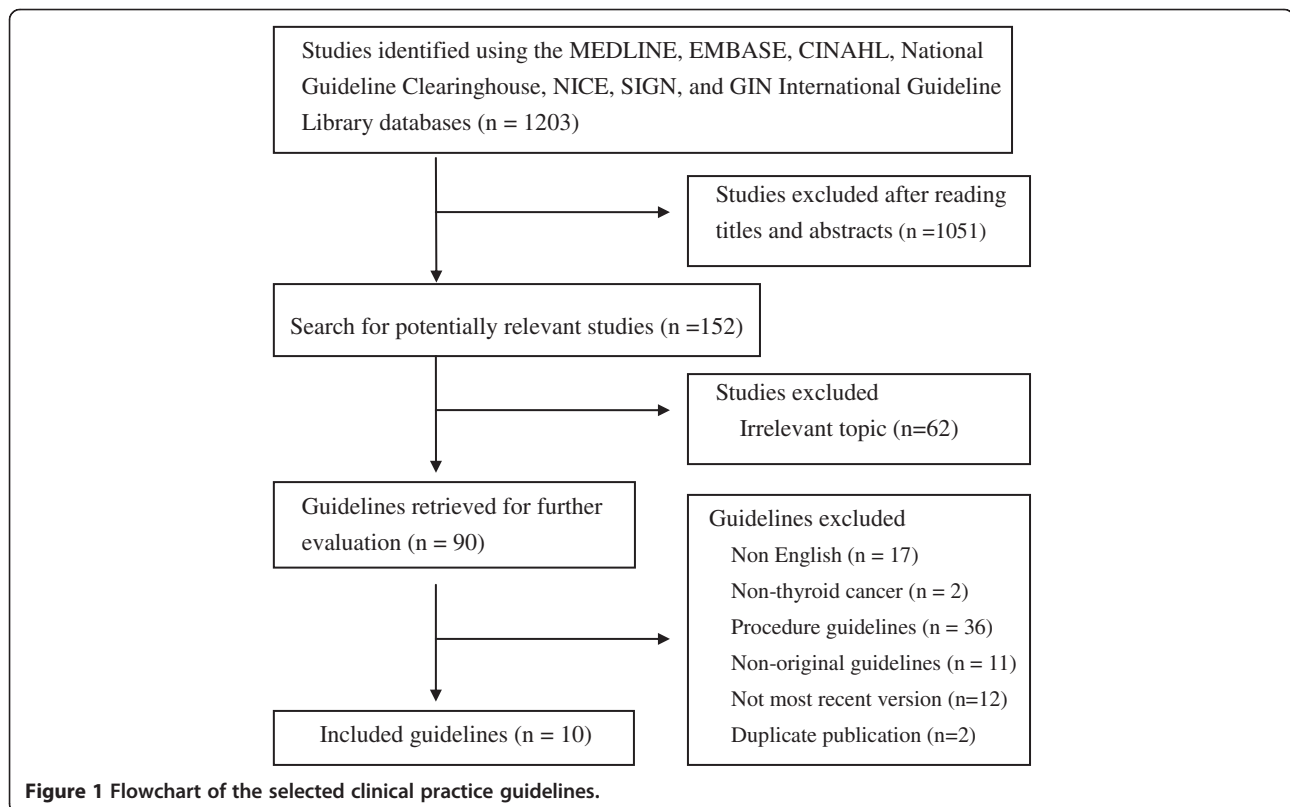 Studies identified using the MEDLINE, EMBASE, CINAHL, National
Guideline Clearinghouse, NICE, SIGN, and GIN International Guideline
Library databases (n = 1203)
Studies excluded after reading
titles and abstracts (n =1051)
Search for potentially relevant studies (n =152)
Studies excluded
Irrelevant topic (n=62)
Guidelines retrieved for further
evaluation (n = 90)
Guidelines excluded
Non English (n = 17)
Non-thyroid cancer (n = 2)
Procedure guidelines (n = 36)
Non-original guidelines (n = 11)
Not most recent version (n=12)
Duplicate publication (n=2)
Included guidelines (n = 10)
Figure 1 Flowchart of the selected clinical practice guidelines.